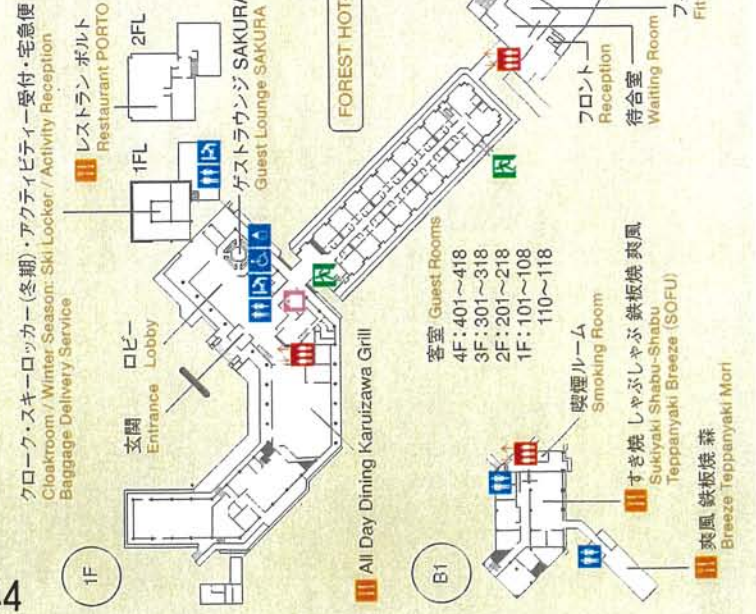 4
クローク・スキーロッカー(冬期)・アクティビティー受付・宅急便
Cloakroom / Winter Season: Ski Locker / Activity Reception
Baggage Delivery Service
レストラン ポルト
Restaurant PORTO
1FL
2FL
玄関
Entrance
ロビー
Lobby
ゲストラウンジ SAKURA
Guest Lounge SAKURA
1F
All Day Dining Karuizawa Grill
FOREST HOT
フロント
Reception
待合室
Waiting Room
フ
Fit
客室 Guest Rooms
4F:401~418
3F:301~318
2F:201~218
1F:101~108
110~118
B1
喫煙ルーム
Smoking Room
すき焼 しゃぶしゃぶ 鉄板焼 爽風
Sukiyaki Shabu-Shabu
Teppanyaki Breeze (SOFU)
爽風 鉄板焼 森
Breeze Teppanyaki Mori